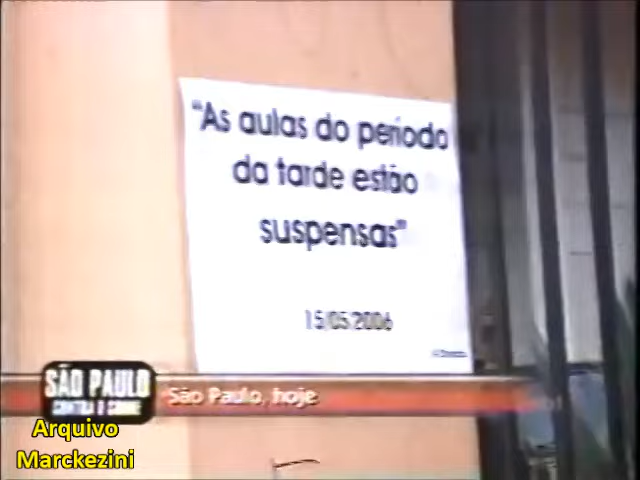 "As aulas do período
da tarde estão
suspensas"
15/05/2006
SÃO PAULO
CONTRA O CRIME
São Paulo, hoje
Arquivo
Marckezini